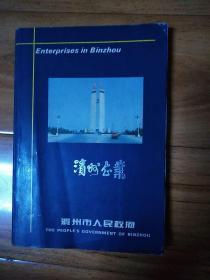 Enterprises in Binzhou
滨州企业
滨州市人民政府
THE PEOPLE'S GOVERNMENT OF BINZHOU